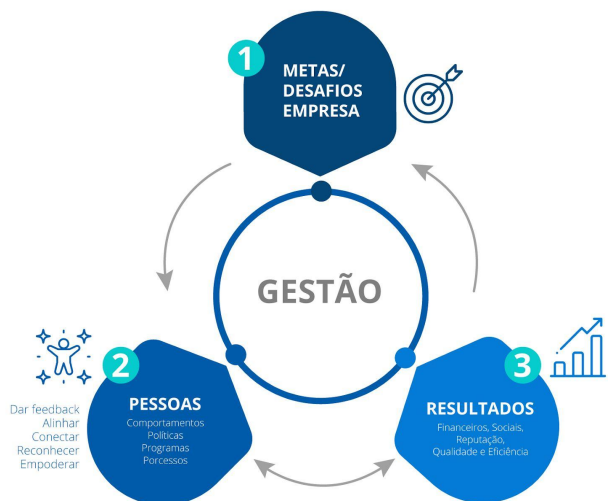 1
METAS/
DESAFIOS
EMPRESA
GESTÃO
2
PESSOAS
Comportamentos
Políticas
Programas
Porcessos
Dar feedback
Alinhar
Conectar
Reconhecer
Empoderar
3
RESULTADOS
Financeiros, Sociais,
Reputação,
Qualidade e Eficiência